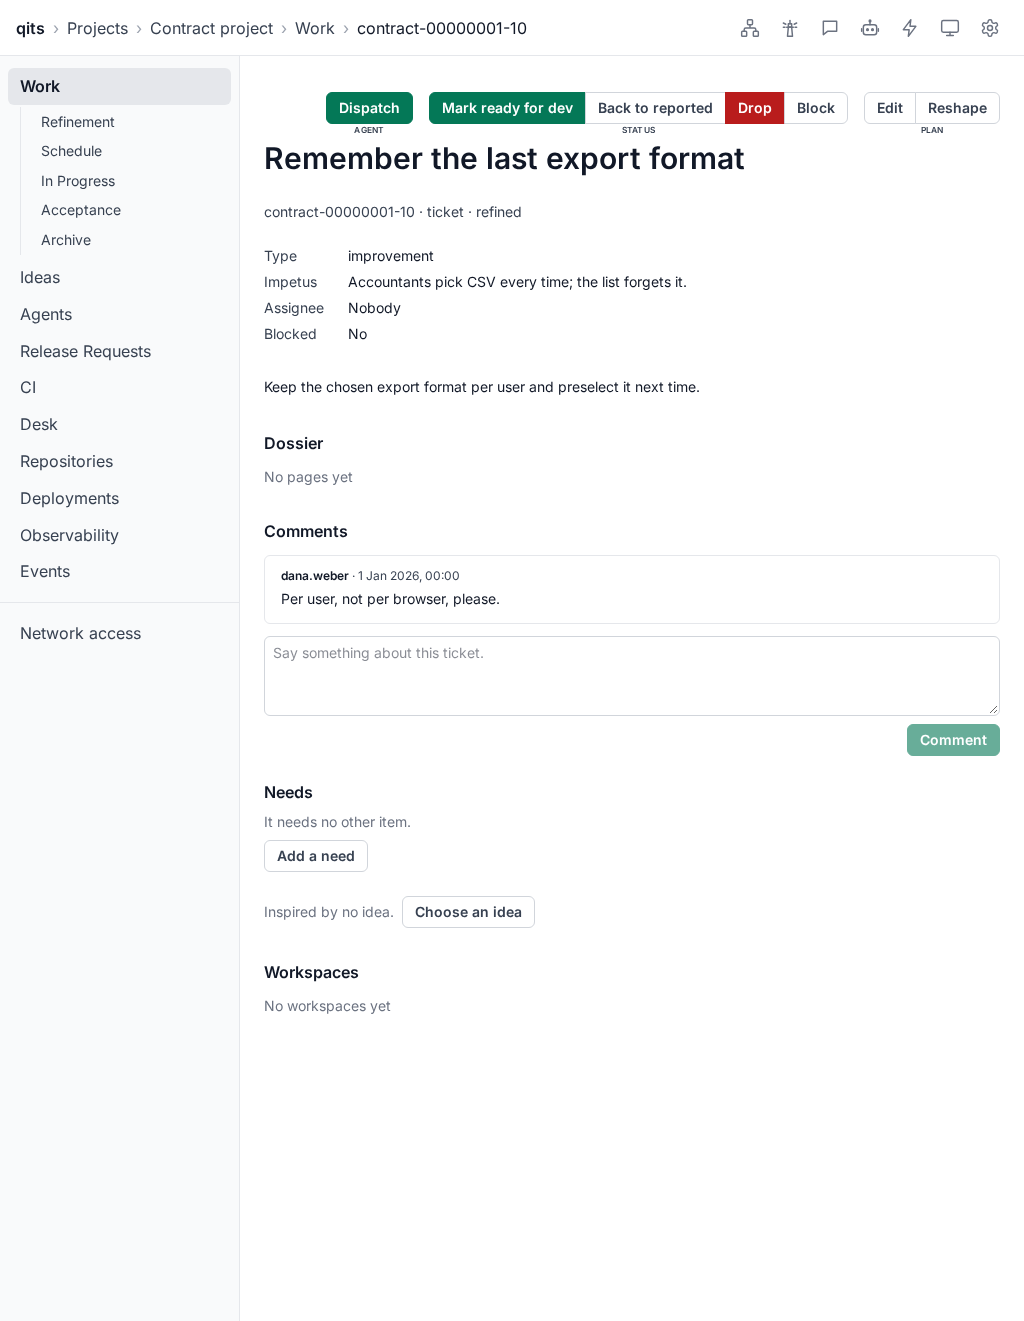 qits › Projects › Contract project › Work › contract-00000001-10
Work
Refinement
Schedule
In Progress
Acceptance
Archive
Ideas
Agents
Release Requests
CI
Desk
Repositories
Deployments
Observability
Events
Network access
Dispatch
AGENT
Mark ready for dev Back to reported Drop Block
STATUS
Edit Reshape
PLAN
Remember the last export format
contract-00000001-10 · ticket · refined
Type improvement
Impetus Accountants pick CSV every time; the list forgets it.
Assignee Nobody
Blocked No
Keep the chosen export format per user and preselect it next time.
Dossier
No pages yet
Comments
dana.weber · 1 Jan 2026, 00:00
Per user, not per browser, please.
Say something about this ticket.
Comment
Needs
It needs no other item.
Add a need
Inspired by no idea. Choose an idea
Workspaces
No workspaces yet